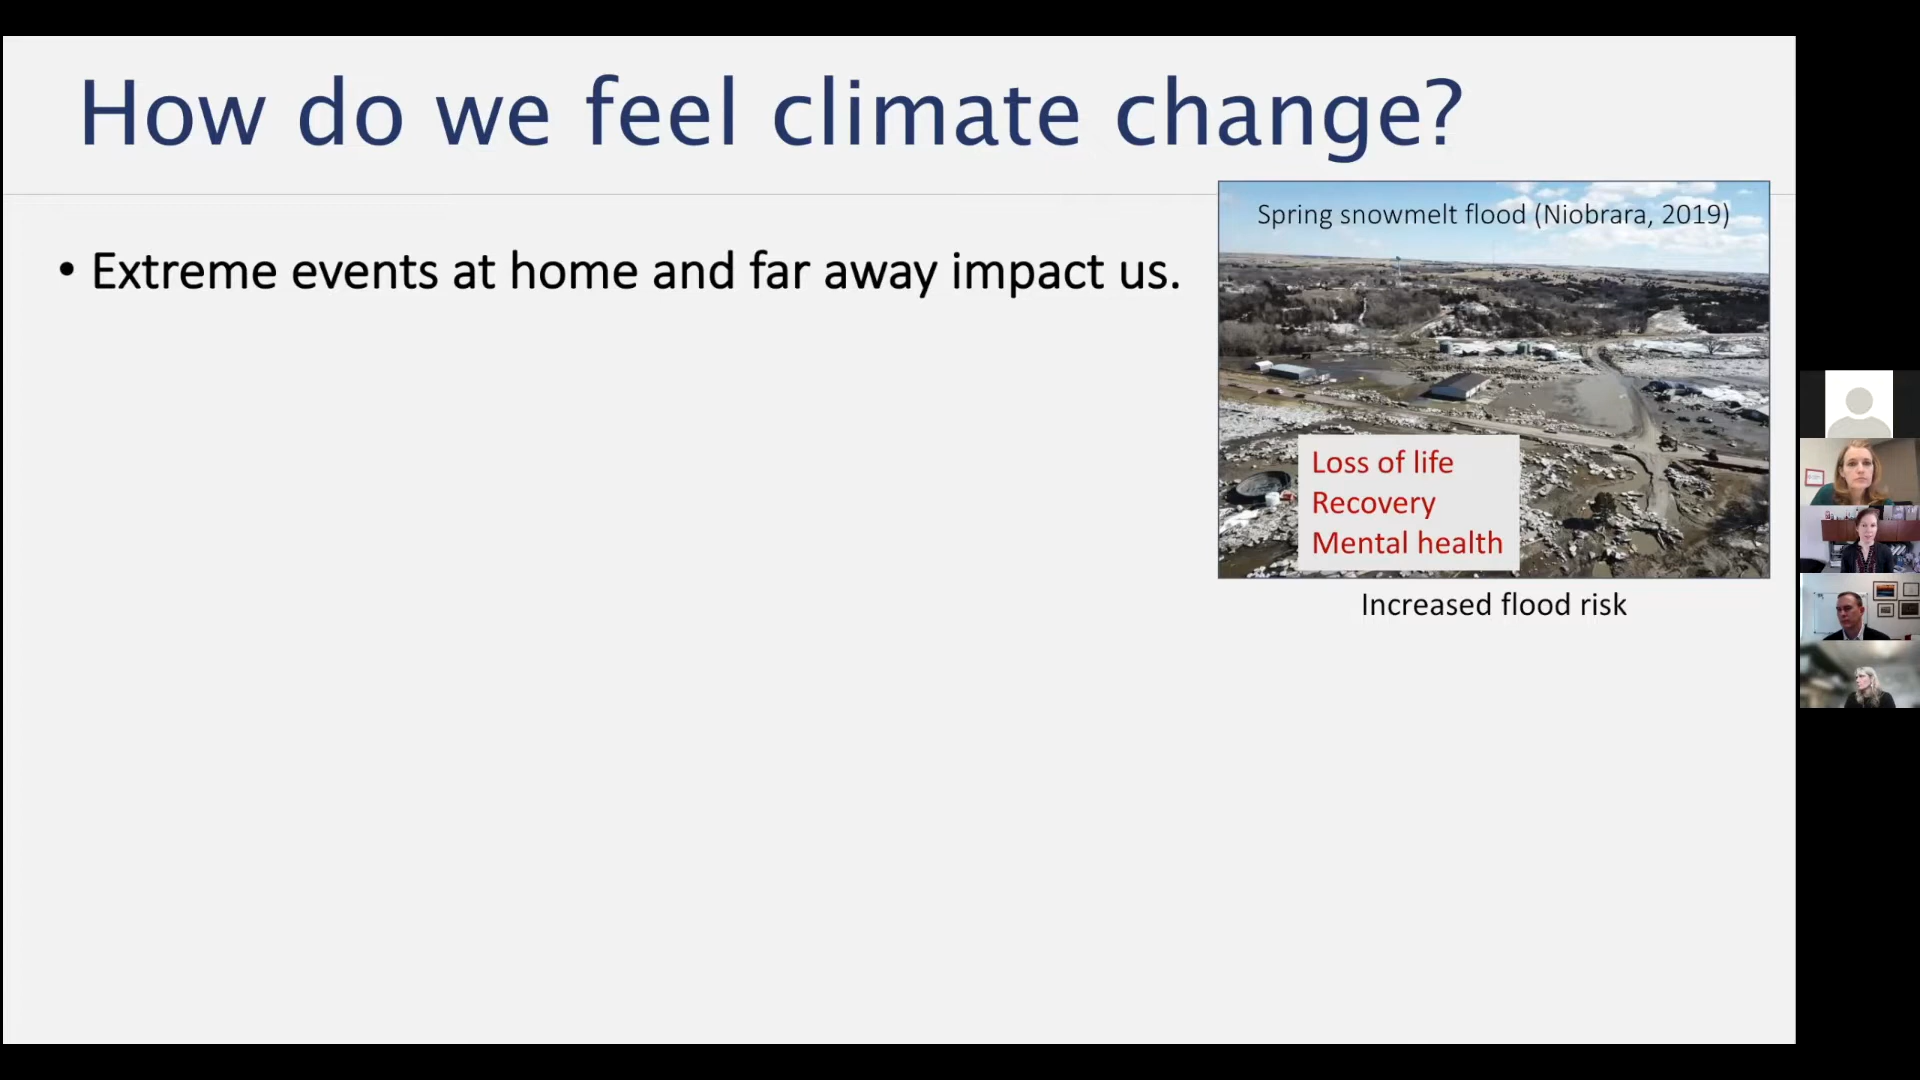 How do we feel climate change?
• Extreme events at home and far away impact us.
Spring snowmelt flood (Niobrara, 2019)
Loss of life
Recovery
Mental health
Increased flood risk